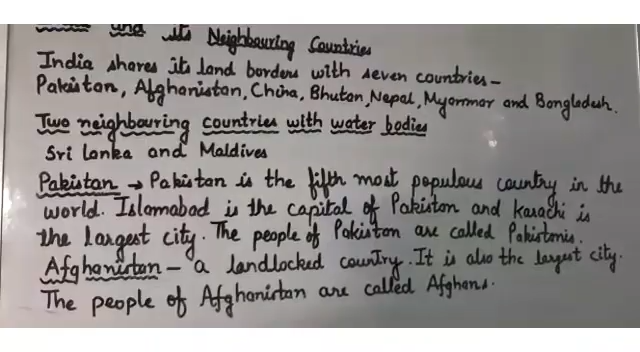 and its Neighbouring Countries
India shares its land borders with seven countries –
Pakistan, Afghanistan, China, Bhutan, Nepal, Myanmar and Bangladesh.
Two neighbouring countries with water bodies
Sri Lanka and Maldives
Pakistan → Pakistan is the fifth most populous country in the
world. Islamabad is the capital of Pakistan and Karachi is
the largest city. The people of Pakistan are called Pakistanis.
Afghanistan – a landlocked country. It is also the largest city.
The people of Afghanistan are called Afghans.